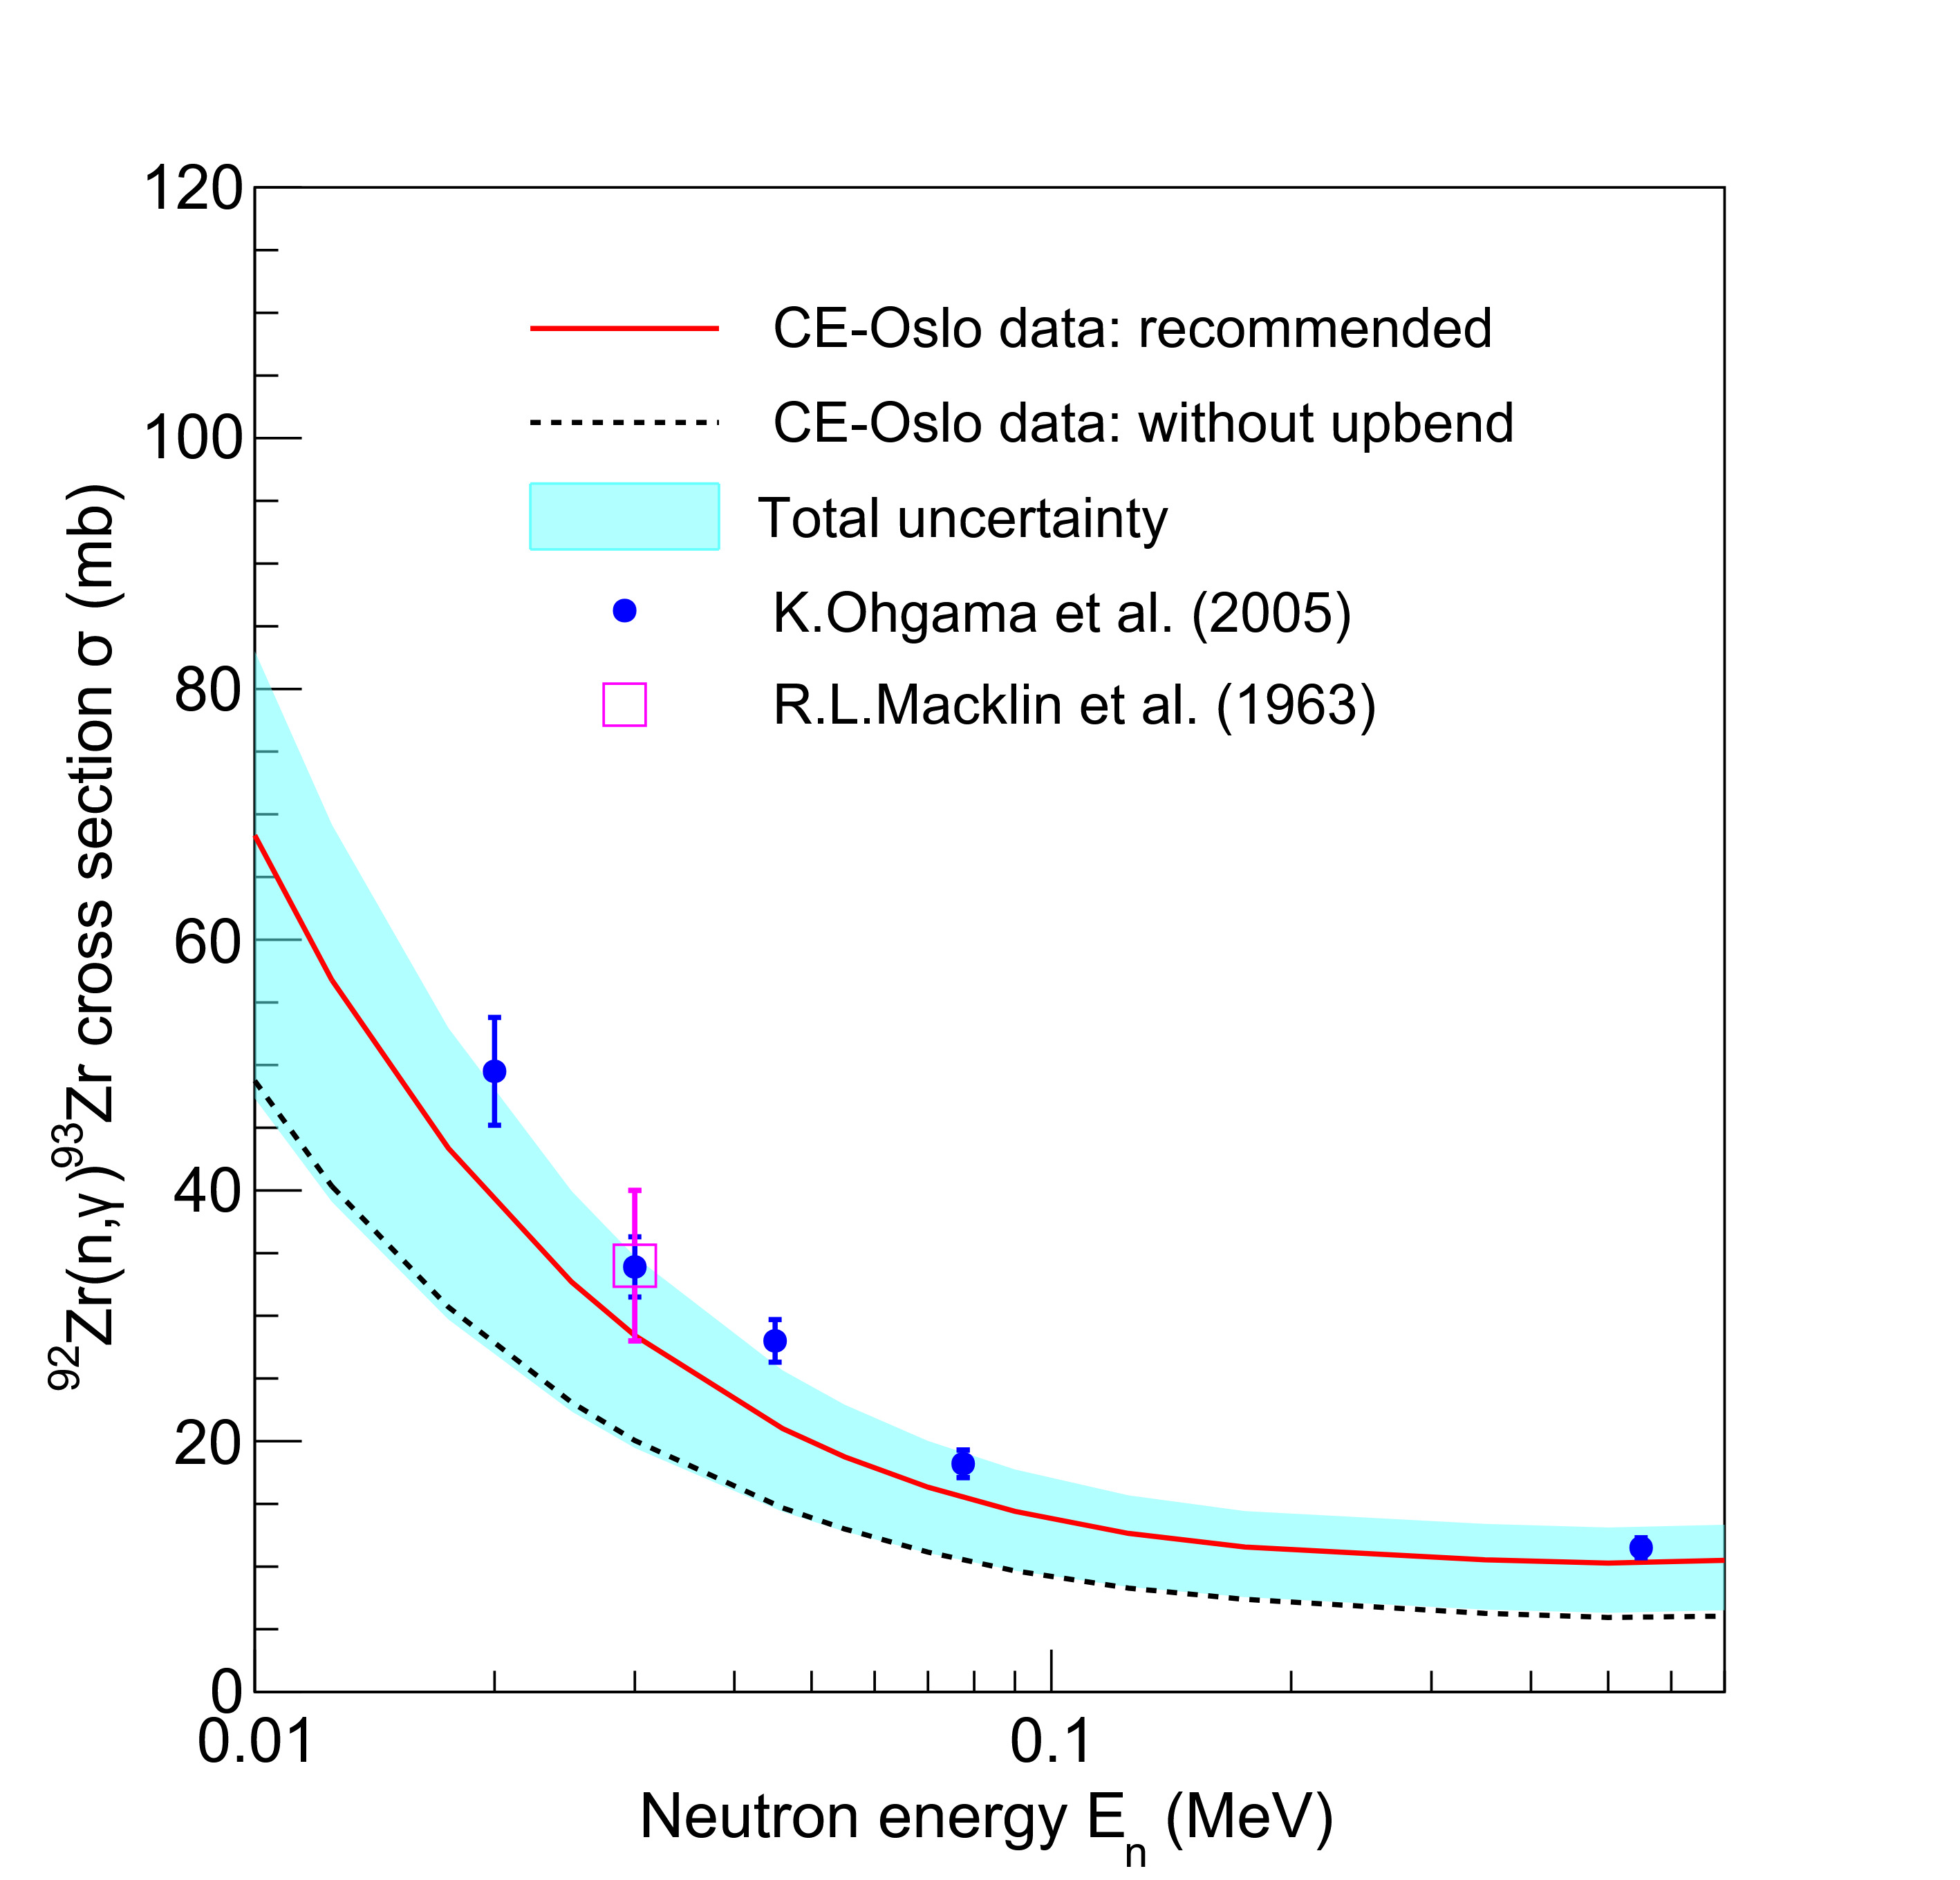 120
100
80
60
40
20
0
0.01
0.1
⁹²Zr(n,γ)⁹³Zr cross section σ (mb)
CE-Oslo data: recommended
CE-Oslo data: without upbend
Total uncertainty
K.Ohgama et al. (2005)
R.L.Macklin et al. (1963)
Neutron energy Eₙ (MeV)